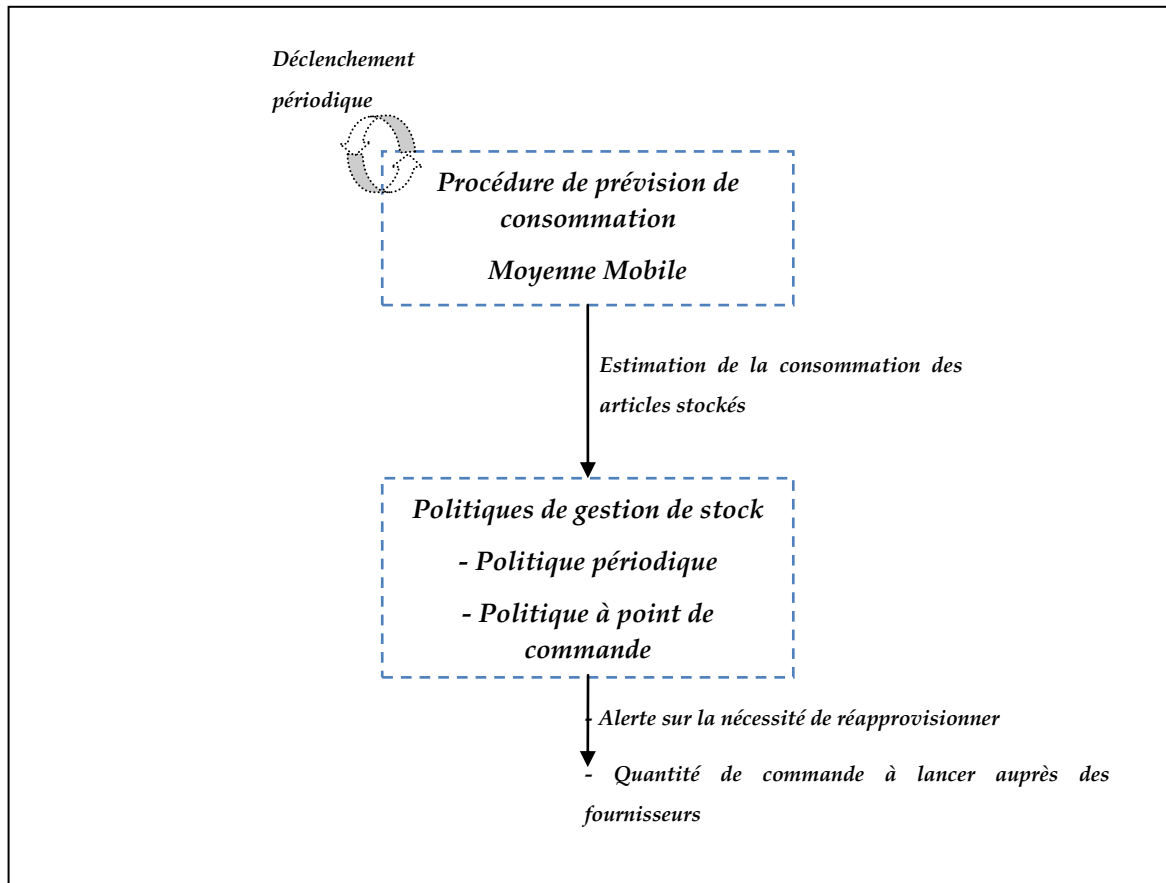 Déclenchement
périodique
Procédure de prévision de
consommation
Moyenne Mobile
Estimation de la consommation des
articles stockés
Politiques de gestion de stock
- Politique périodique
- Politique à point de
commande
- Alerte sur la nécessité de réapprovisionner
- Quantité de commande à lancer auprès des
fournisseurs